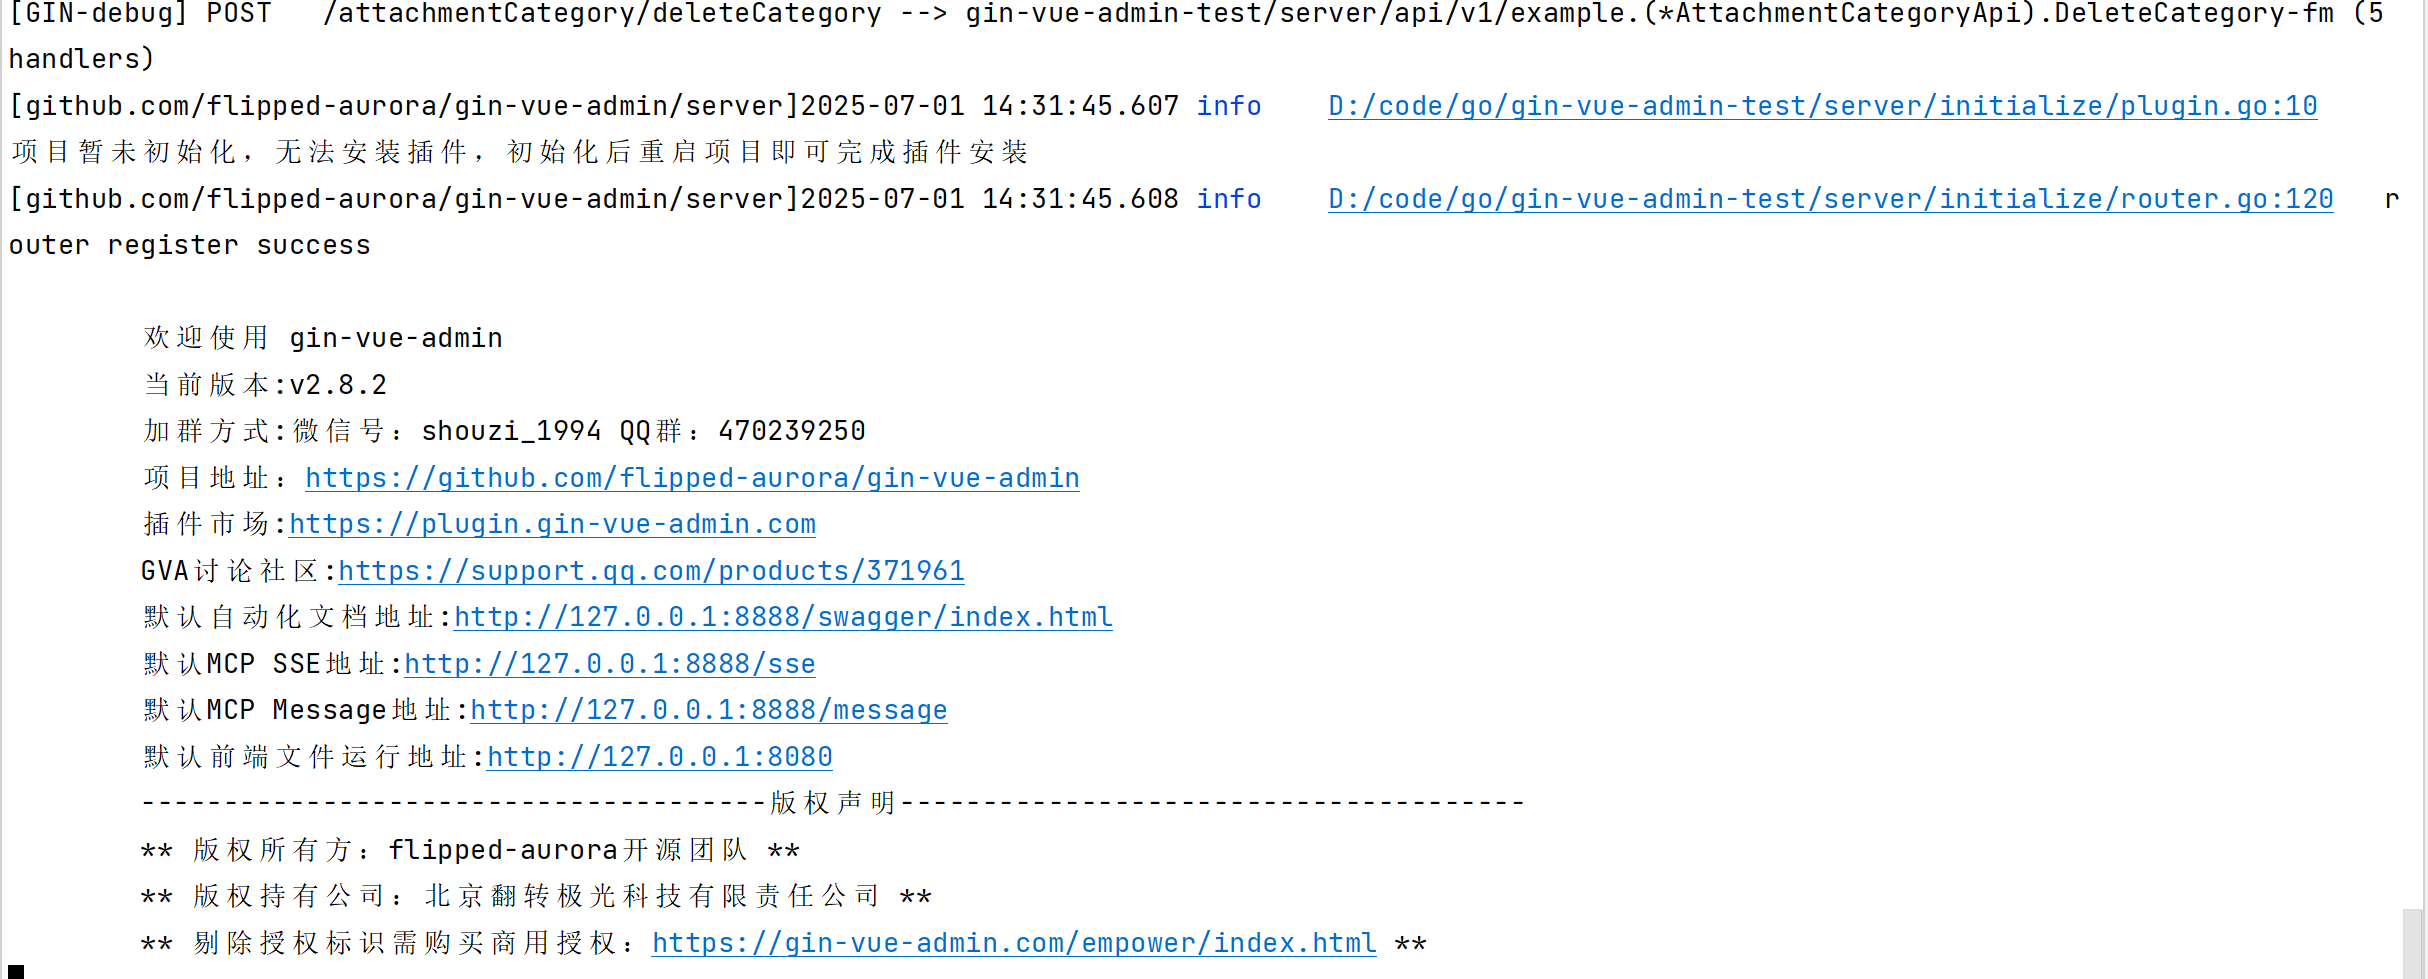 [GIN-debug] POST   /attachmentCategory/deleteCategory --> gin-vue-admin-test/server/api/v1/example.(*AttachmentCategoryApi).DeleteCategory-fm (5
handlers)
[github.com/flipped-aurora/gin-vue-admin/server]2025-07-01 14:31:45.607 info    D:/code/go/gin-vue-admin-test/server/initialize/plugin.go:10
项目暂未初始化，无法安装插件，初始化后重启项目即可完成插件安装
[github.com/flipped-aurora/gin-vue-admin/server]2025-07-01 14:31:45.608 info    D:/code/go/gin-vue-admin-test/server/initialize/router.go:120   r
outer register success
欢迎使用 gin-vue-admin
当前版本:v2.8.2
加群方式:微信号：shouzi_1994 QQ群：470239250
项目地址：https://github.com/flipped-aurora/gin-vue-admin
插件市场:https://plugin.gin-vue-admin.com
GVA讨论社区:https://support.qq.com/products/371961
默认自动化文档地址:http://127.0.0.1:8888/swagger/index.html
默认MCP SSE地址:http://127.0.0.1:8888/sse
默认MCP Message地址:http://127.0.0.1:8888/message
默认前端文件运行地址:http://127.0.0.1:8080
--------------------------------------版权声明--------------------------------------
** 版权所有方：flipped-aurora开源团队 **
** 版权持有公司：北京翻转极光科技有限责任公司 **
** 剔除授权标识需购买商用授权：https://gin-vue-admin.com/empower/index.html **